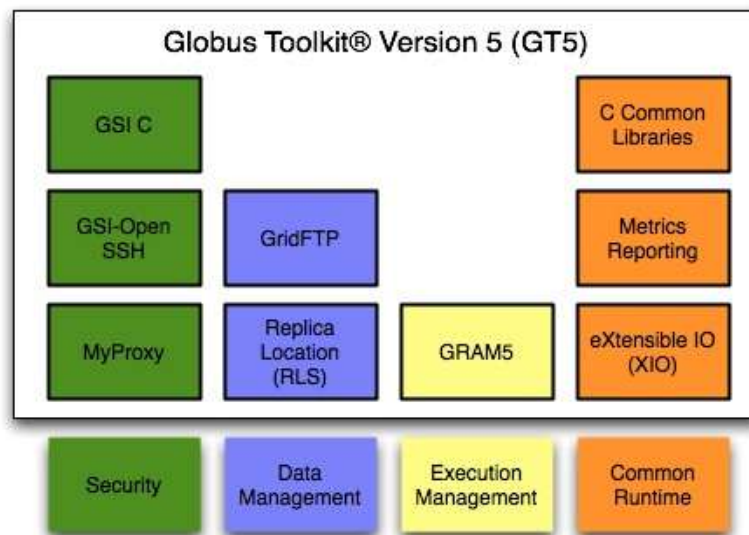 Globus Toolkit® Version 5 (GT5)
GSI C
C Common
Libraries
GSI-Open
SSH
GridFTP
Metrics
Reporting
MyProxy
Replica
Location
(RLS)
GRAM5
eXtensible IO
(XIO)
Security
Data
Management
Execution
Management
Common
Runtime